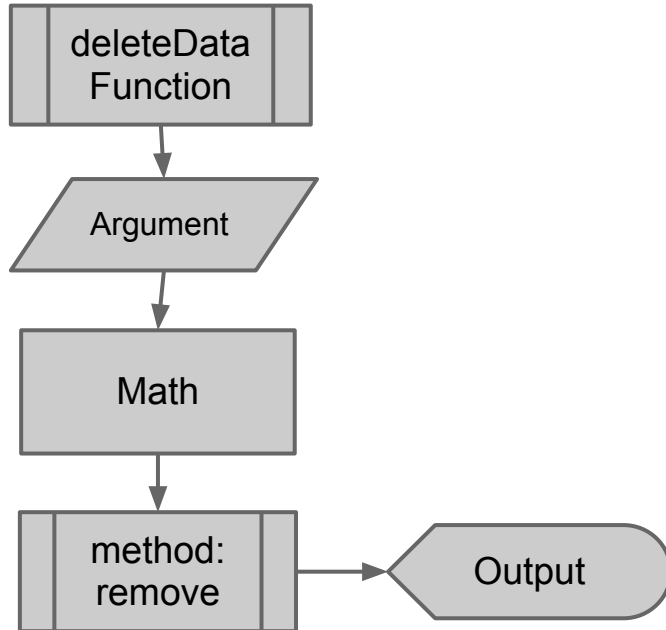 deleteData
Function
Argument
Math
method:
remove
Output